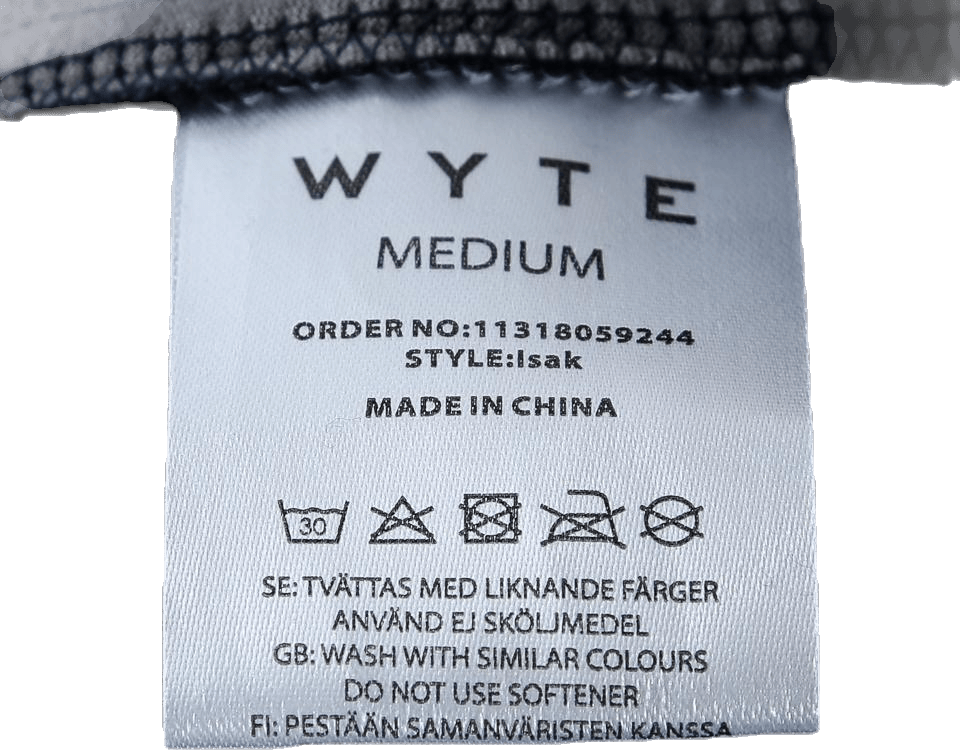 WYTE
MEDIUM
ORDER NO:11318059244
STYLE:Isak
MADE IN CHINA
30
SE: TVÄTTAS MED LIKNANDE FÄRGER
ANVÄND EJ SKÖLJMEDEL
GB: WASH WITH SIMILAR COLOURS
DO NOT USE SOFTENER
FI: PESTÄÄN SAMANVÄRISTEN KANSSA